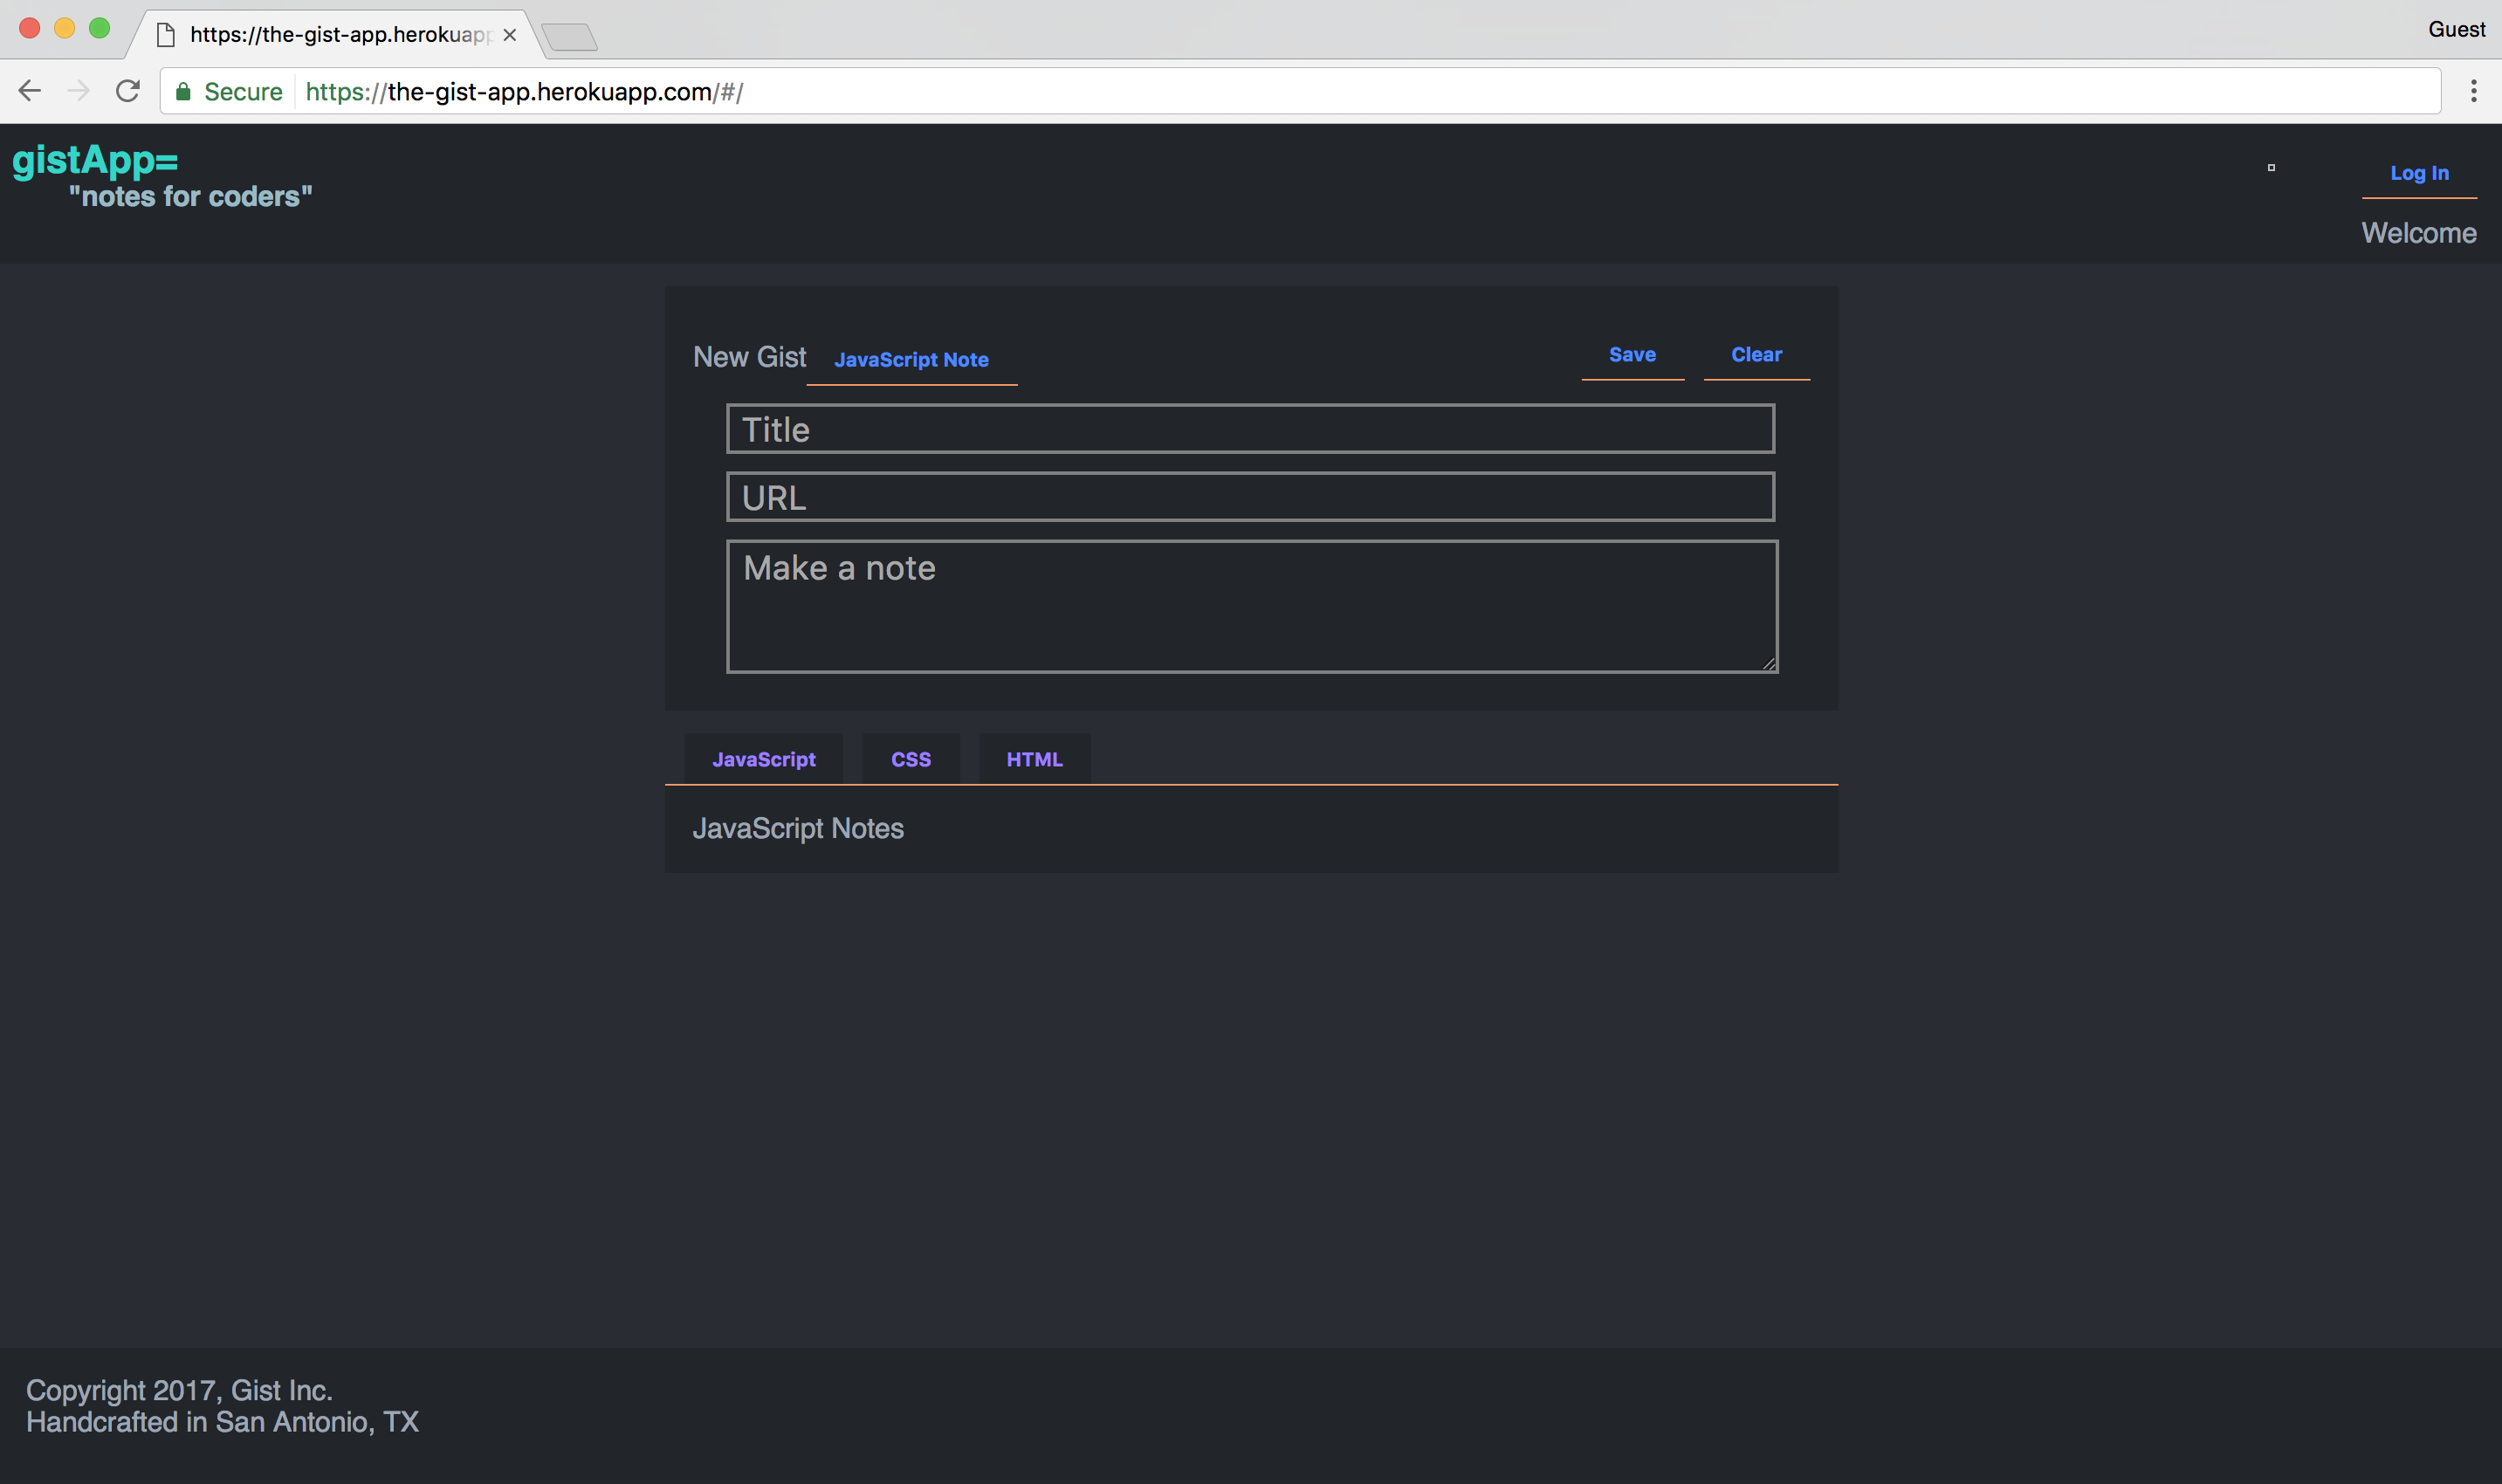 https://the-gist-app.herokuapp
Guest
Secure https://the-gist-app.herokuapp.com/#/
gistApp=
"notes for coders"
Log In
Welcome
New Gist JavaScript Note Save Clear
Title
URL
Make a note
JavaScript CSS HTML
JavaScript Notes
Copyright 2017, Gist Inc.
Handcrafted in San Antonio, TX